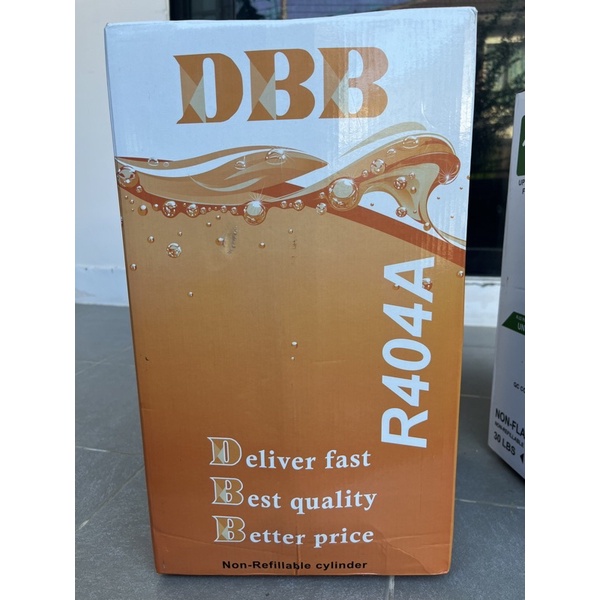 DBB
R404A
Deliver fast
Best quality
Better price
Non-Refillable cylinder
NON-FLA
30 LBS